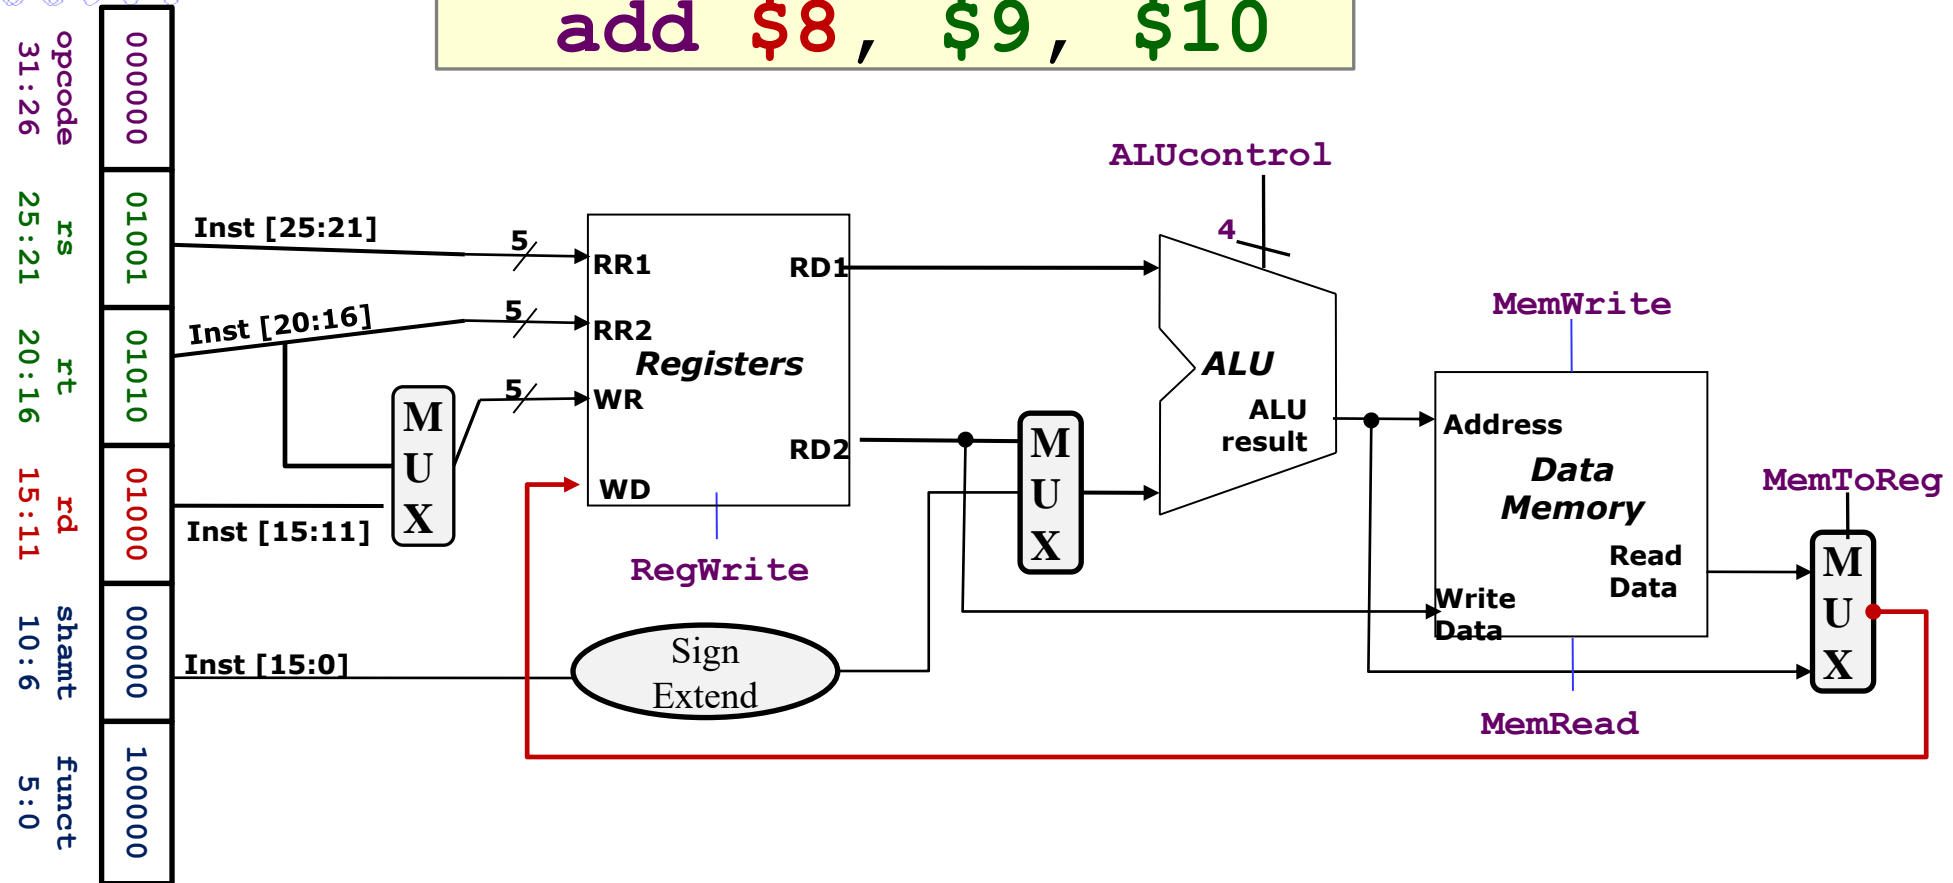 add $8, $9, $10
opcode
31:26
000000
rs
25:21
01001
rt
20:16
01010
rd
15:11
01000
shamt
10:6
00000
funct
5:0
100000
Inst [25:21]
Inst [20:16]
Inst [15:11]
Inst [15:0]
5
5
5
M
U
X
RR1
RR2
WR
WD
RD1
RD2
Registers
RegWrite
Sign
Extend
M
U
X
ALUcontrol
4
ALU
ALU
result
MemWrite
Address
Data
Memory
Read
Data
Write
Data
MemRead
MemToReg
M
U
X